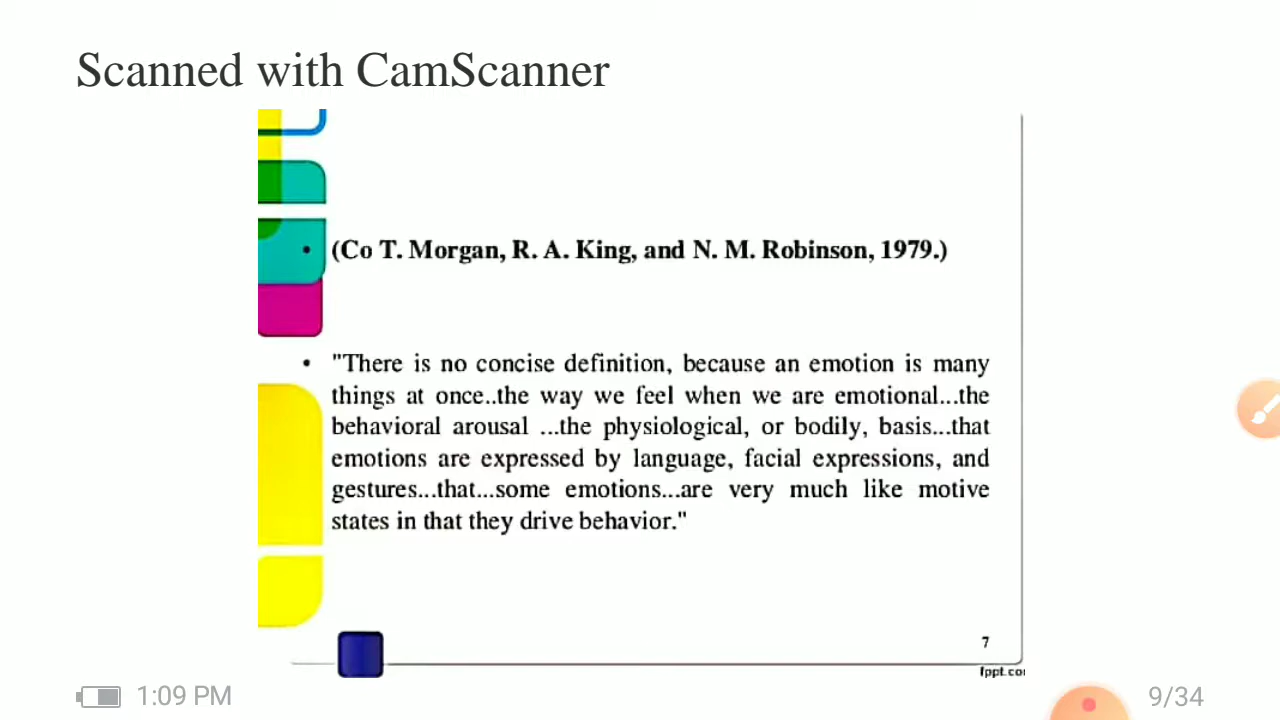 Scanned with CamScanner
• (Co T. Morgan, R. A. King, and N. M. Robinson, 1979.)
• "There is no concise definition, because an emotion is many
things at once..the way we feel when we are emotional...the
behavioral arousal ...the physiological, or bodily, basis...that
emotions are expressed by language, facial expressions, and
gestures...that...some emotions...are very much like motive
states in that they drive behavior."
7
fppt.co
1:09 PM
9/34